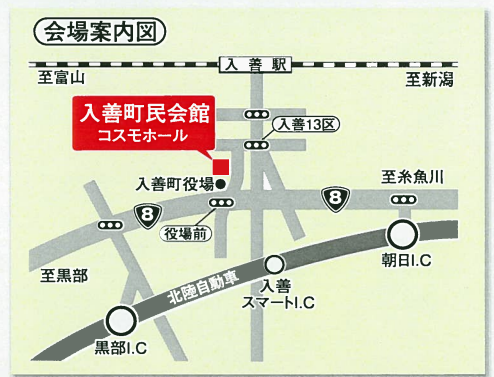 会場案内図
入善駅
至富山
至新潟
入善町民会館
コスモホール
入善13区
入善町役場
至糸魚川
8
8
役場前
至黒部
北陸自動車
朝日I.C
入善
スマートI.C
黒部I.C